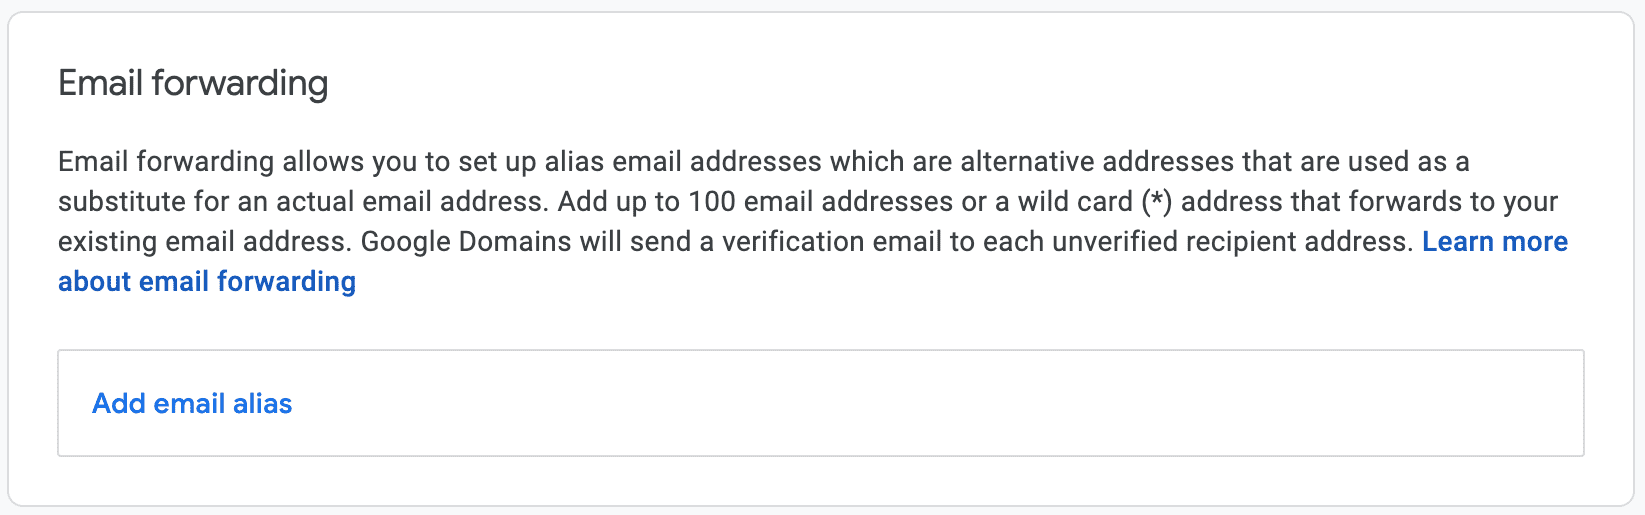 Email forwarding
Email forwarding allows you to set up alias email addresses which are alternative addresses that are used as a
substitute for an actual email address. Add up to 100 email addresses or a wild card (*) address that forwards to your
existing email address. Google Domains will send a verification email to each unverified recipient address. Learn more
about email forwarding
Add email alias